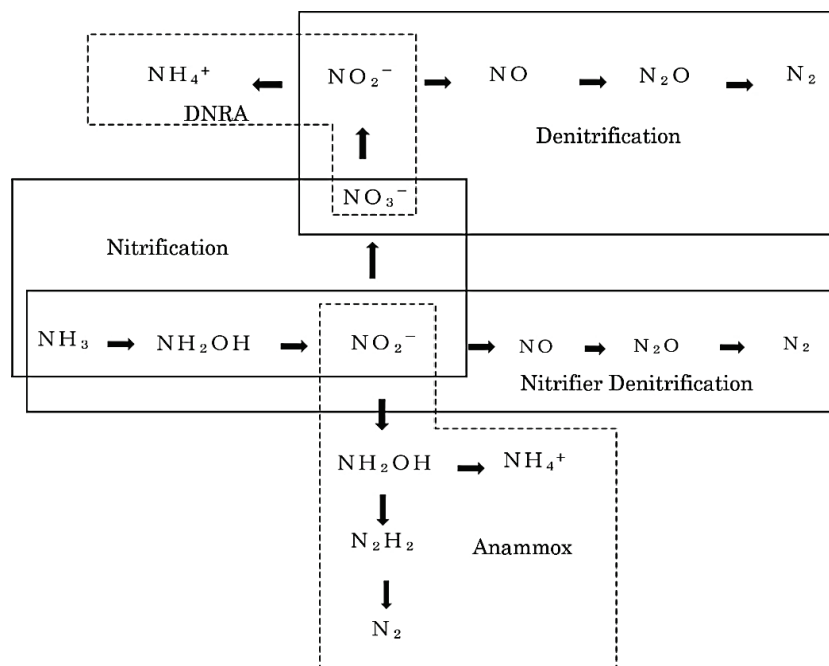 NH₄⁺ NO₂⁻ NO N₂O N₂
DNRA
Denitrification
NO₃⁻
Nitrification
NH₃ NH₂OH NO₂⁻ NO N₂O N₂
Nitrifier Denitrification
NH₂OH NH₄⁺
N₂H₂
Anammox
N₂